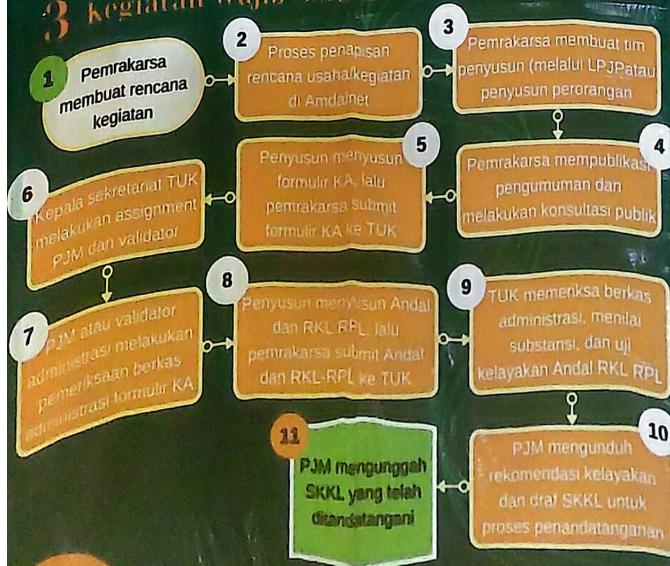 3 kegiatan wajib
1
Pemrakarsa
membuat rencana
kegiatan
2
Proses penapisan
rencana usaha/kegiatan
di Amdalnet
3
Pemrakarsa membuat tim
penyusun (melalui LPJPatau
penyusun perorangan
4
Pemrakarsa mempublikasi
pengumuman dan
melakukan konsultasi publik
5
Penyusun menyusun
formulir KA, lalu
pemrakarsa submit
formulir KA ke TUK
6
Kepala sekretariat TUK
melakukan assignment
PJM dan validator
7
PJM atau validator
administrasi melakukan
pemeriksaan berkas
administrasi formulir KA
8
Penyusun menyusun Andal
dan RKL RPL, lalu
pemrakarsa submit Andal
dan RKL-RPL ke TUK
9
TUK memeriksa berkas
administrasi, menilai
substansi, dan uji
kelayakan Andal RKL RPL
10
PJM mengunduh
rekomendasi kelayakan
dan draf SKKL untuk
proses penandatanganan
11
PJM mengunggah
SKKL yang telah
ditandatangani